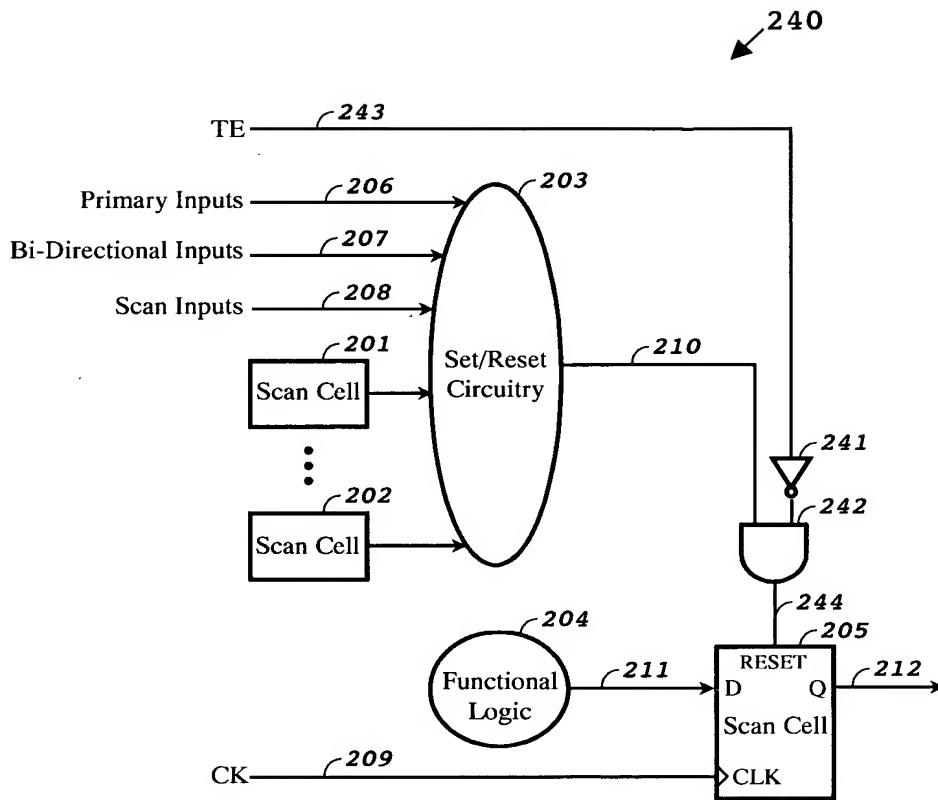 240
TE 243
Primary Inputs 206 203
Bi-Directional Inputs 207
Scan Inputs 208
201
Scan Cell
Set/Reset
Circuitry
210
241
202
242
Scan Cell
244
204
205
Functional
Logic
211
RESET
D Q
212
Scan Cell
CK 209
CLK